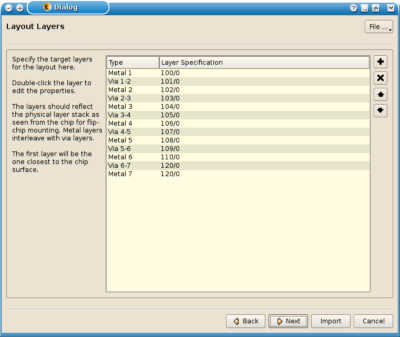 Dialog
Layout Layers
File ...
Specify the target layers
for the layout here.
Double-click the layer to
edit the properties.
The layers should reflect
the physical layer stack as
seen from the chip for flip-
chip mounting. Metal layers
interleave with via layers.
The first layer will be the
one closest to the chip
surface.
Type Layer Specification
Metal 1 100/0
Via 1-2 101/0
Metal 2 102/0
Via 2-3 103/0
Metal 3 104/0
Via 3-4 105/0
Metal 4 106/0
Via 4-5 107/0
Metal 5 108/0
Via 5-6 109/0
Metal 6 110/0
Via 6-7 120/0
Metal 7 120/0
Back Next Import Cancel